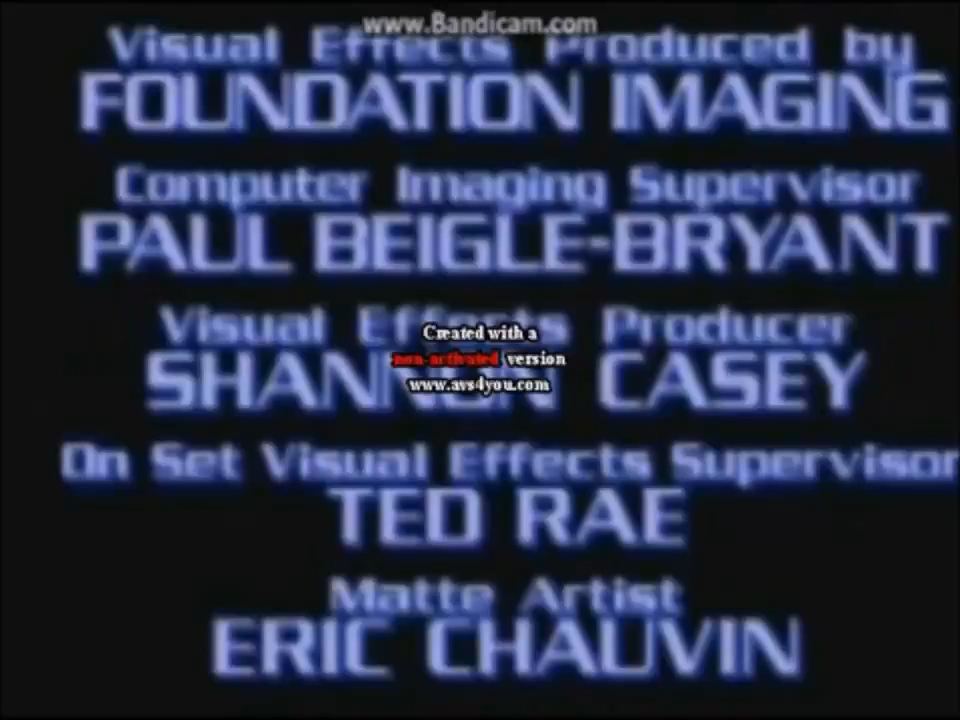 www.Bandicam.com
Visual Effects Produced by
FOUNDATION IMAGING
Computer Imaging Supervisor
PAUL BEIGLE-BRYANT
Visual Effects Producer
SHANNON CASEY
Created with a
non-activated version
www.avs4you.com
On Set Visual Effects Supervisor
TED RAE
Matte Artist
ERIC CHAUVIN